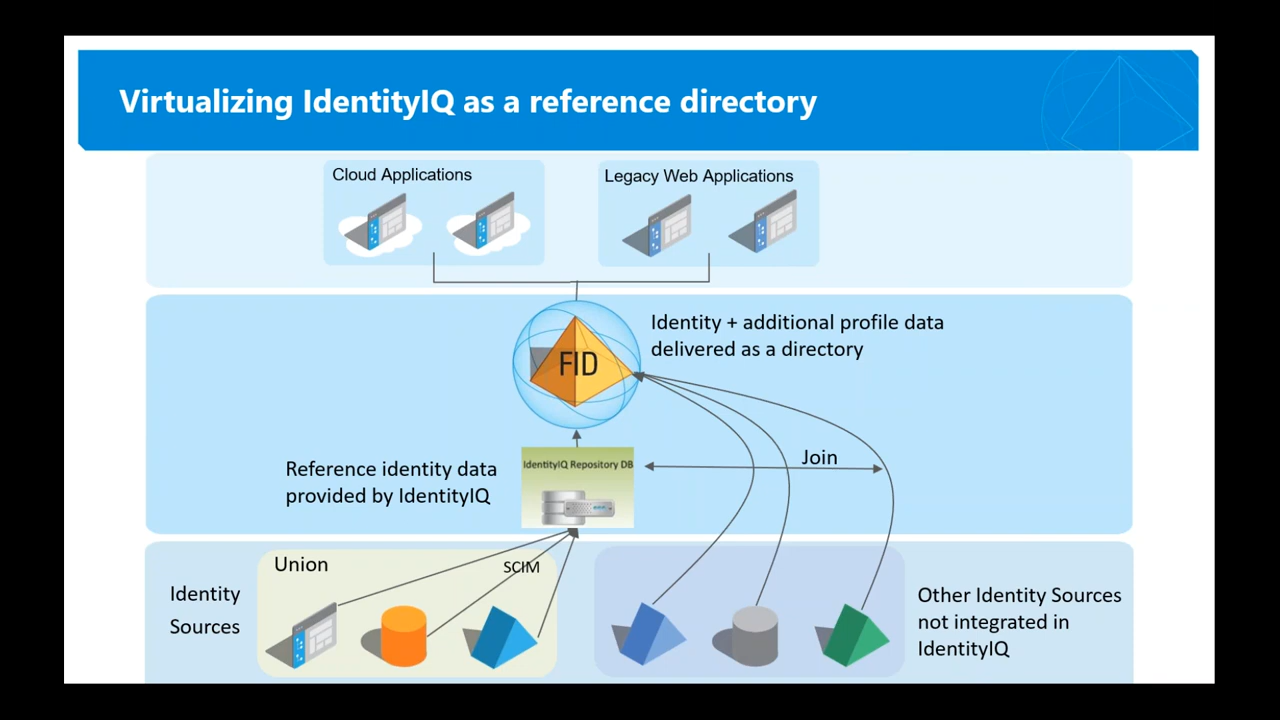 Virtualizing IdentityIQ as a reference directory
Cloud Applications
Legacy Web Applications
FID
Identity + additional profile data
delivered as a directory
Reference identity data
provided by IdentityIQ
IdentityIQ Repository DB
Join
Union
SCIM
Identity
Sources
Other Identity Sources
not integrated in
IdentityIQ